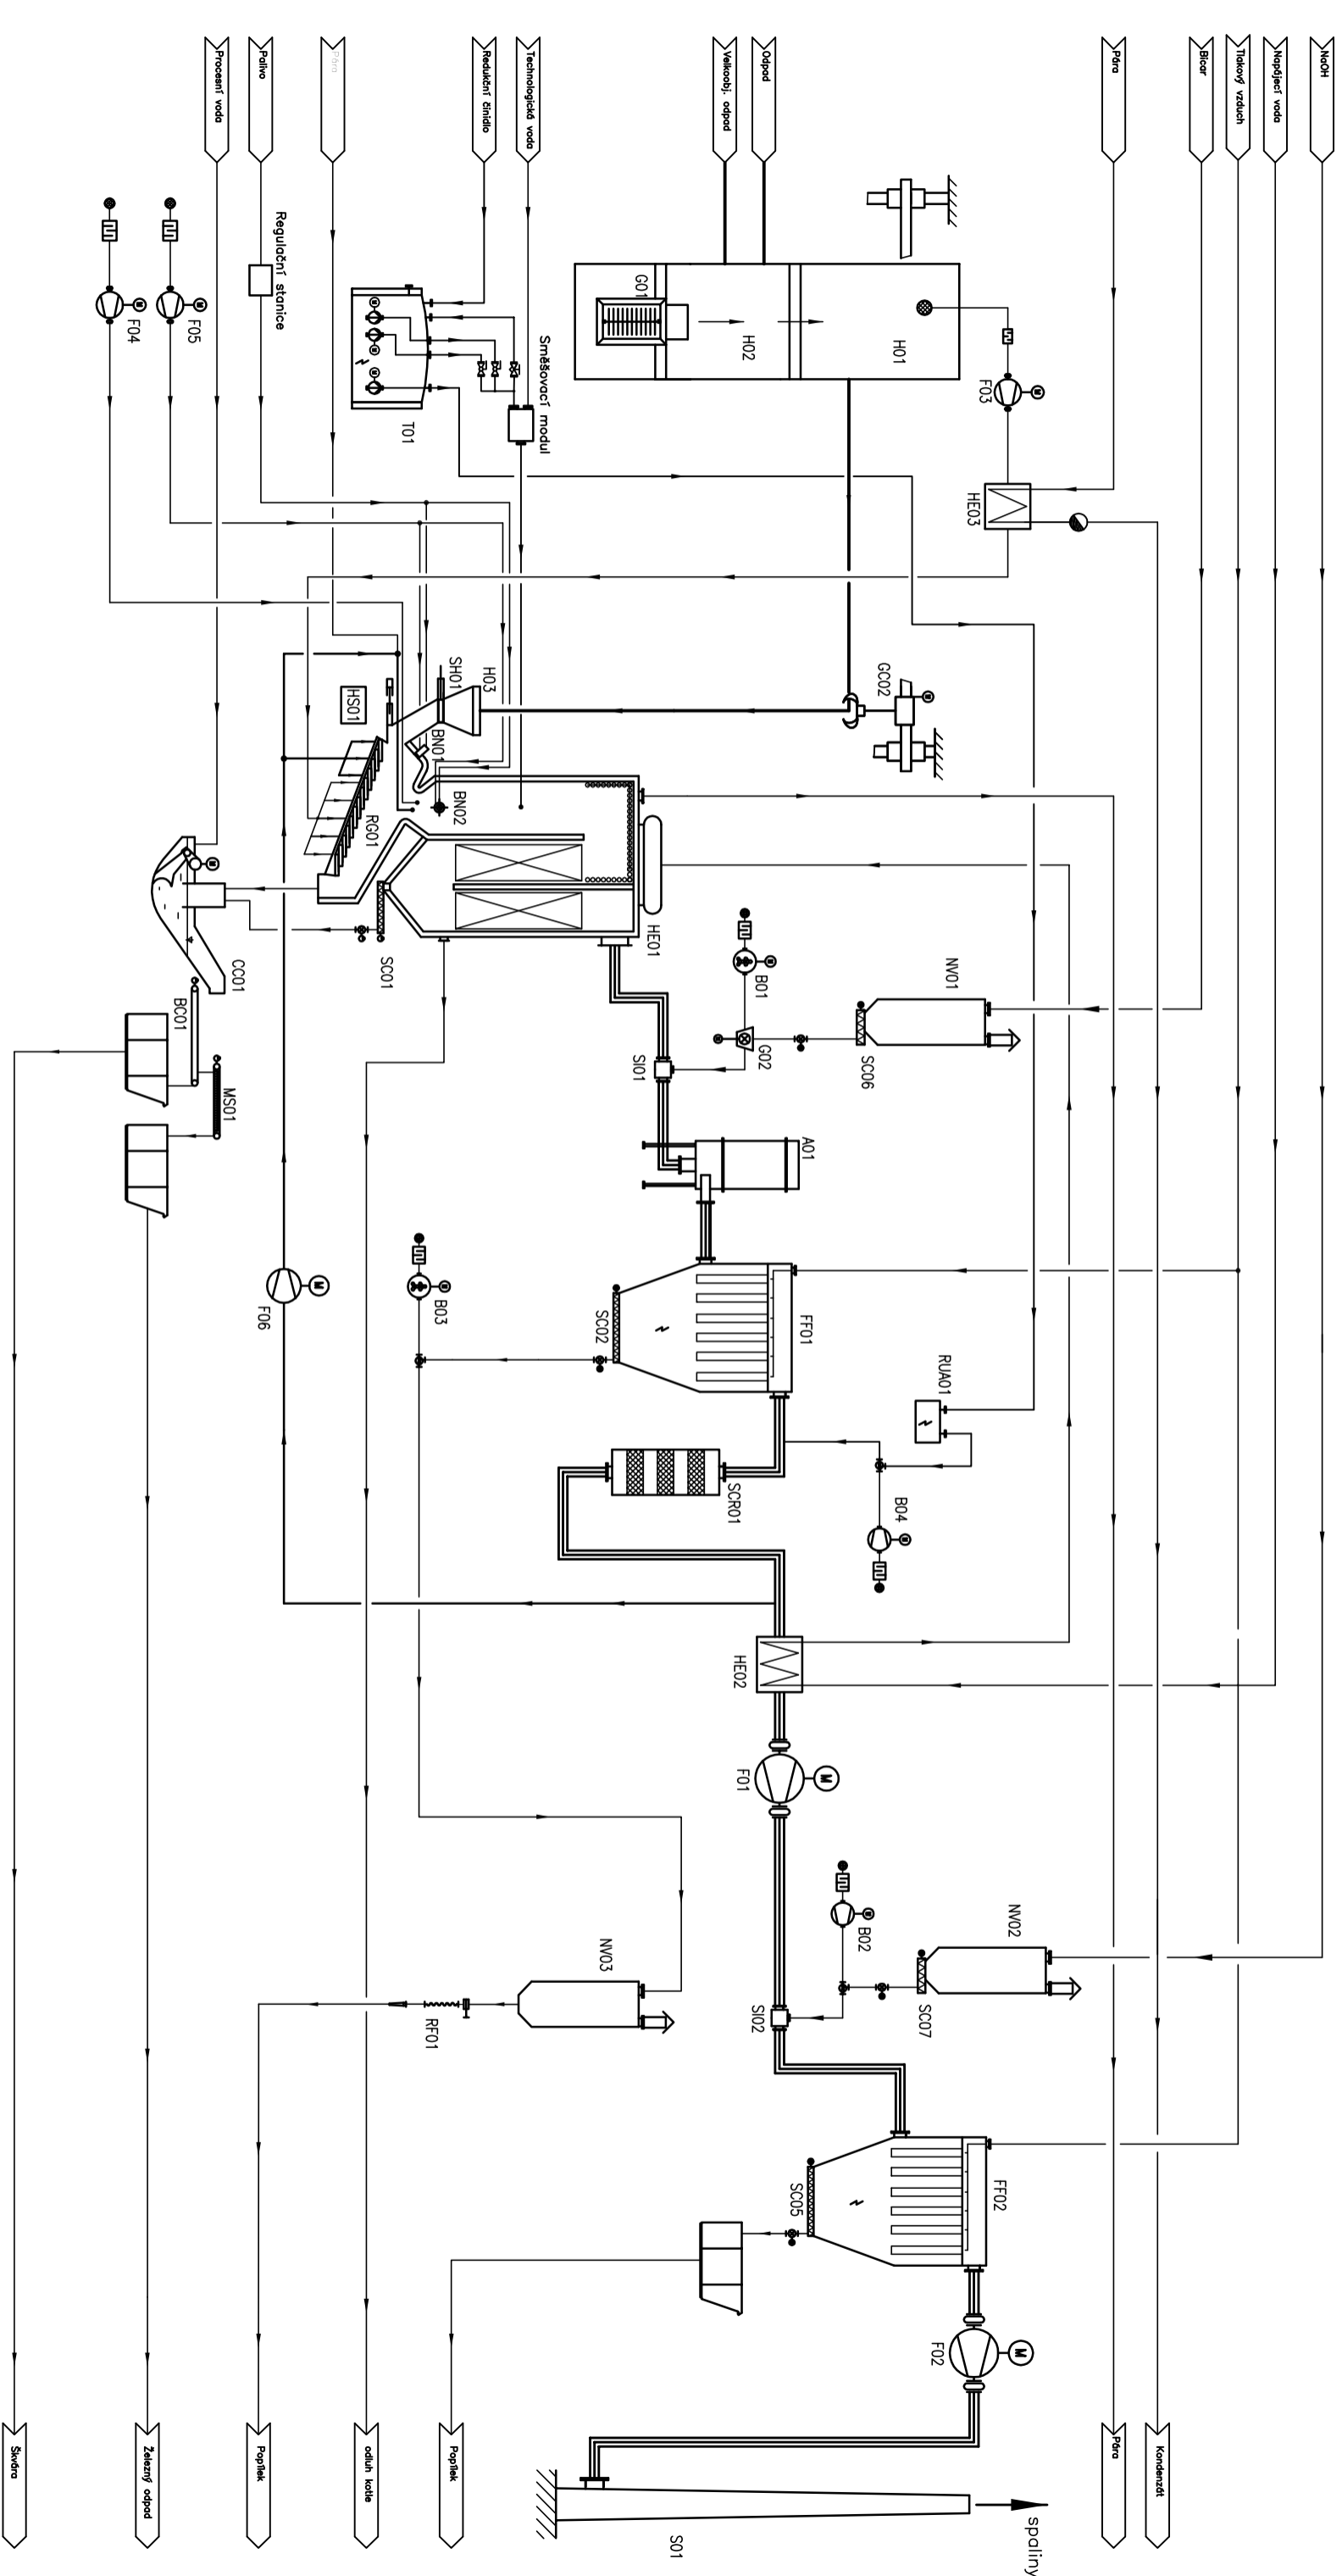 NaOH
Napájecí voda
Tlakový vzduch
Bicar
Pára
Odpad
Velkoobj. odpad
Technologická voda
Redukční činidlo
Pára
Palivo
Procesní voda
Regulační stanice
Směšovací modul
G01
H02
H01
F03
M
HE03
T01
M
M
M
F05
M
F04
M
GC02
M
H03
SH01
HS01
BN01
BN02
RG01
HE01
SC01
CC01
M
BC01
MS01
B01
M
G02
M
SI01
NV01
SC06
A01
FF01
SC02
B03
M
F06
M
RUA01
B04
M
SCR01
HE02
F01
M
B02
M
NV02
SC07
SI02
NV03
RF01
FF02
SC05
F02
M
S01
spaliny
Kondenzát
Pára
Popílek
odluh kotle
Popílek
Železný odpad
Škvára